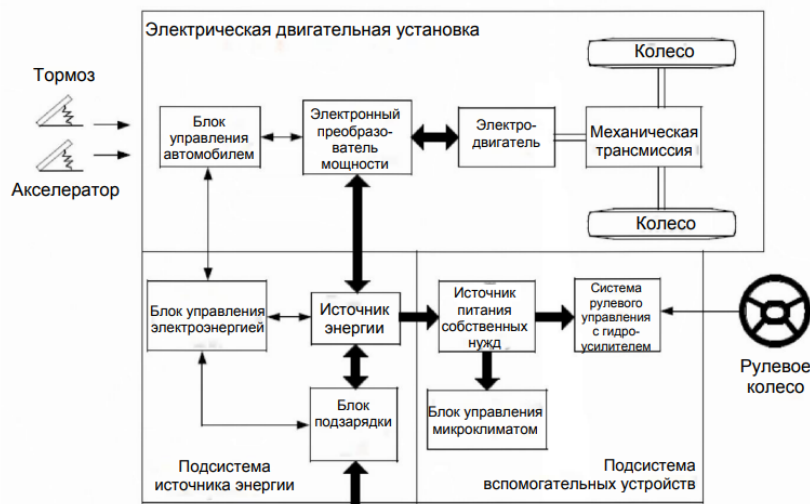 Электрическая двигательная установка
Колесо
Тормоз
Акселератор
Блок
управления
автомобилем
Электронный
преобразо-
ватель
мощности
Электро-
двигатель
Механическая
трансмиссия
Колесо
Блок управления
электроэнергией
Источник
энергии
Источник
питания
собственных
нужд
Система
рулевого
управления
с гидро-
усилителем
Рулевое
колесо
Блок
подзарядки
Блок управления
микроклиматом
Подсистема
источника энергии
Подсистема
вспомогательных устройств